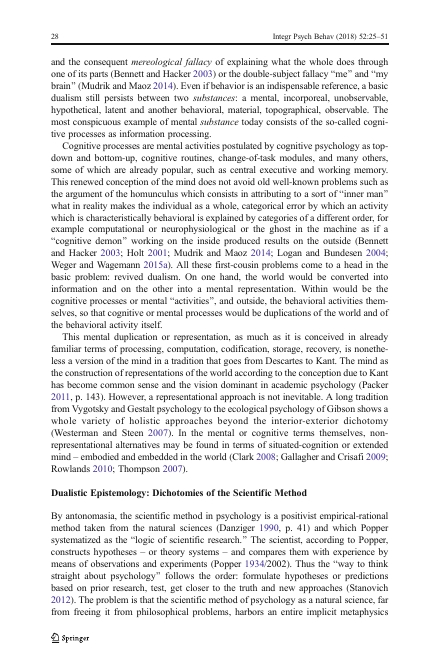 28
Integr Psych Behav (2018) 52:25–51
and the consequent mereological fallacy of explaining what the whole does through
one of its parts (Bennett and Hacker 2003) or the double-subject fallacy “me” and “my
brain” (Mudrik and Maoz 2014). Even if behavior is an indispensable reference, a basic
dualism still persists between two substances: a mental, incorporeal, unobservable,
hypothetical, latent and another behavioral, material, topographical, observable. The
most conspicuous example of mental substance today consists of the so-called cogni-
tive processes as information processing.
Cognitive processes are mental activities postulated by cognitive psychology as top-
down and bottom-up, cognitive routines, change-of-task modules, and many others,
some of which are already popular, such as central executive and working memory.
This renewed conception of the mind does not avoid old well-known problems such as
the argument of the homunculus which consists in attributing to a sort of “inner man”
what in reality makes the individual as a whole, categorical error by which an activity
which is characteristically behavioral is explained by categories of a different order, for
example computational or neurophysiological or the ghost in the machine as if a
“cognitive demon” working on the inside produced results on the outside (Bennett
and Hacker 2003; Holt 2001; Mudrik and Maoz 2014; Logan and Bundesen 2004;
Weger and Wagemann 2015a). All these first-cousin problems come to a head in the
basic problem: revived dualism. On one hand, the world would be converted into
information and on the other into a mental representation. Within would be the
cognitive processes or mental “activities”, and outside, the behavioral activities them-
selves, so that cognitive or mental processes would be duplications of the world and of
the behavioral activity itself.
This mental duplication or representation, as much as it is conceived in already
familiar terms of processing, computation, codification, storage, recovery, is nonethe-
less a version of the mind in a tradition that goes from Descartes to Kant. The mind as
the construction of representations of the world according to the conception due to Kant
has become common sense and the vision dominant in academic psychology (Packer
2011, p. 143). However, a representational approach is not inevitable. A long tradition
from Vygotsky and Gestalt psychology to the ecological psychology of Gibson shows a
whole variety of holistic approaches beyond the interior-exterior dichotomy
(Westerman and Steen 2007). In the mental or cognitive terms themselves, non-
representational alternatives may be found in terms of situated-cognition or extended
mind – embodied and embedded in the world (Clark 2008; Gallagher and Crisafi 2009;
Rowlands 2010; Thompson 2007).
Dualistic Epistemology: Dichotomies of the Scientific Method
By antonomasia, the scientific method in psychology is a positivist empirical-rational
method taken from the natural sciences (Danziger 1990, p. 41) and which Popper
systematized as the “logic of scientific research.” The scientist, according to Popper,
constructs hypotheses – or theory systems – and compares them with experience by
means of observations and experiments (Popper 1934/2002). Thus the “way to think
straight about psychology” follows the order: formulate hypotheses or predictions
based on prior research, test, get closer to the truth and new approaches (Stanovich
2012). The problem is that the scientific method of psychology as a natural science, far
from freeing it from philosophical problems, harbors an entire implicit metaphysics
Springer